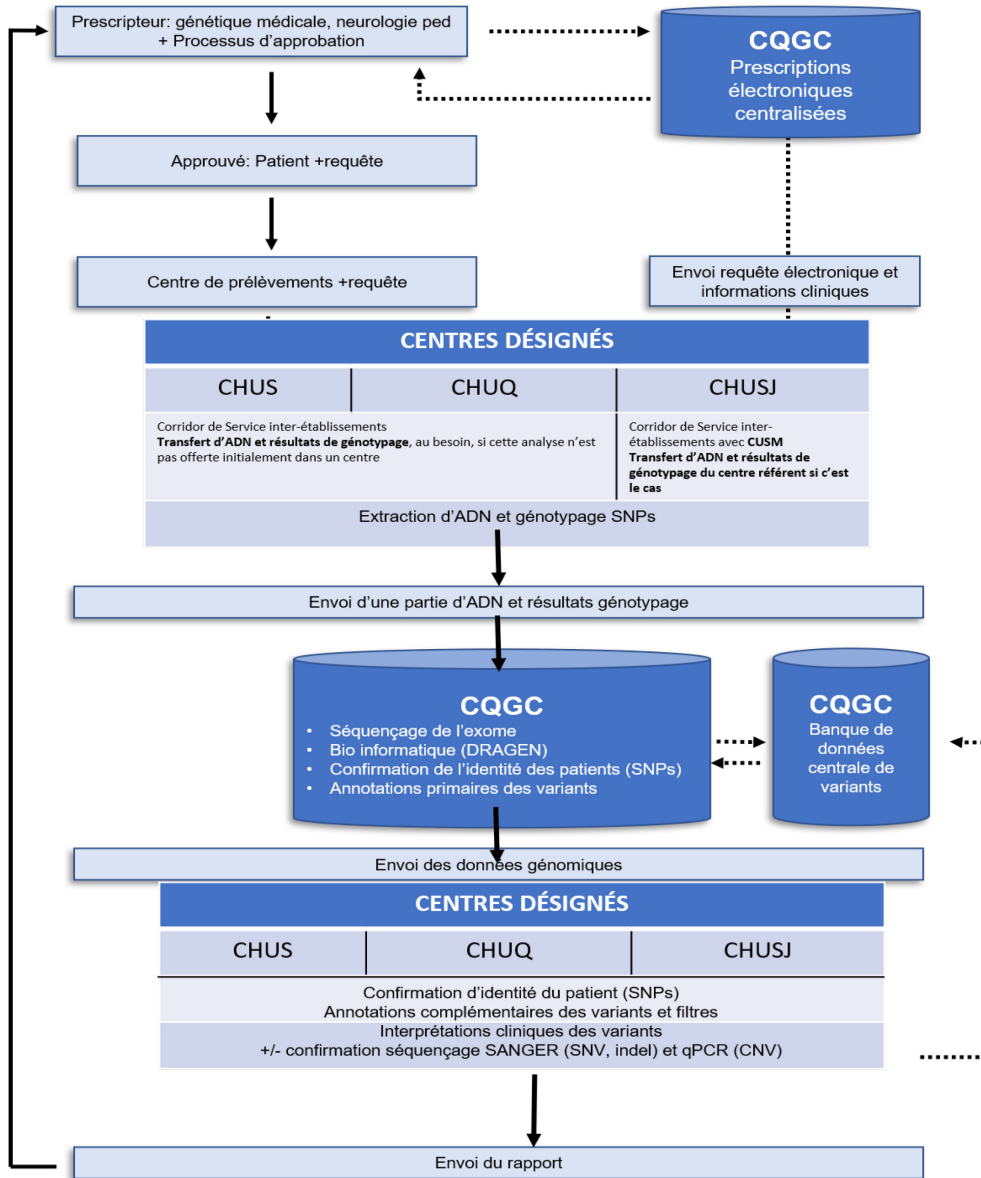 Prescripteur: génétique médicale, neurologie ped
+ Processus d'approbation
CQGC
Prescriptions
électroniques
centralisées
Approuvé: Patient +requête
Centre de prélèvements +requête
Envoi requête électronique et
informations cliniques
CENTRES DÉSIGNÉS
CHUS
CHUQ
CHUSJ
Corridor de Service inter-établissements
Transfert d'ADN et résultats de génotypage, au besoin, si cette analyse n'est
pas offerte initialement dans un centre
Corridor de Service inter-
établissements avec CUSM
Transfert d'ADN et résultats de
génotypage du centre référent si c'est
le cas
Extraction d'ADN et génotypage SNPs
Envoi d'une partie d'ADN et résultats génotypage
CQGC
• Séquençage de l'exome
• Bio informatique (DRAGEN)
• Confirmation de l'identité des patients (SNPs)
• Annotations primaires des variants
CQGC
Banque de
données
centrale de
variants
Envoi des données génomiques
CENTRES DÉSIGNÉS
CHUS
CHUQ
CHUSJ
Confirmation d'identité du patient (SNPs)
Annotations complémentaires des variants et filtres
Interprétations cliniques des variants
+/- confirmation séquençage SANGER (SNV, indel) et qPCR (CNV)
Envoi du rapport